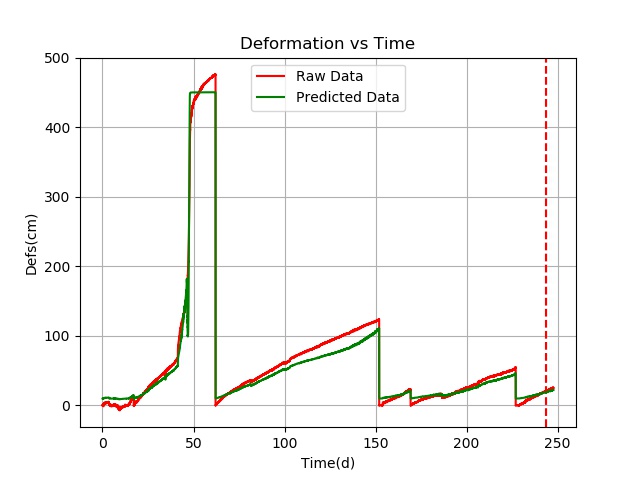 Deformation vs Time
Raw Data
Predicted Data
500
400
300
200
100
0
Defs(cm)
0 50 100 150 200 250
Time(d)